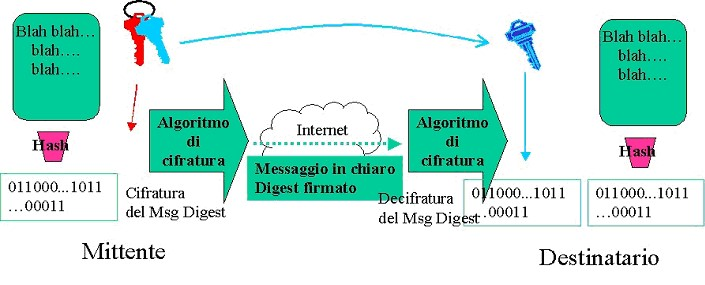 Blah blah…
blah….
blah….
Hash
011000...1011
…00011
Cifratura
del Msg Digest
Mittente
Algoritmo
di
cifratura
Internet
Messaggio in chiaro
Digest firmato
Algoritmo
di
cifratura
Decifratura
del Msg Digest
011000...1011
…00011
Blah blah…
blah….
blah….
Hash
011000...1011
…00011
Destinatario